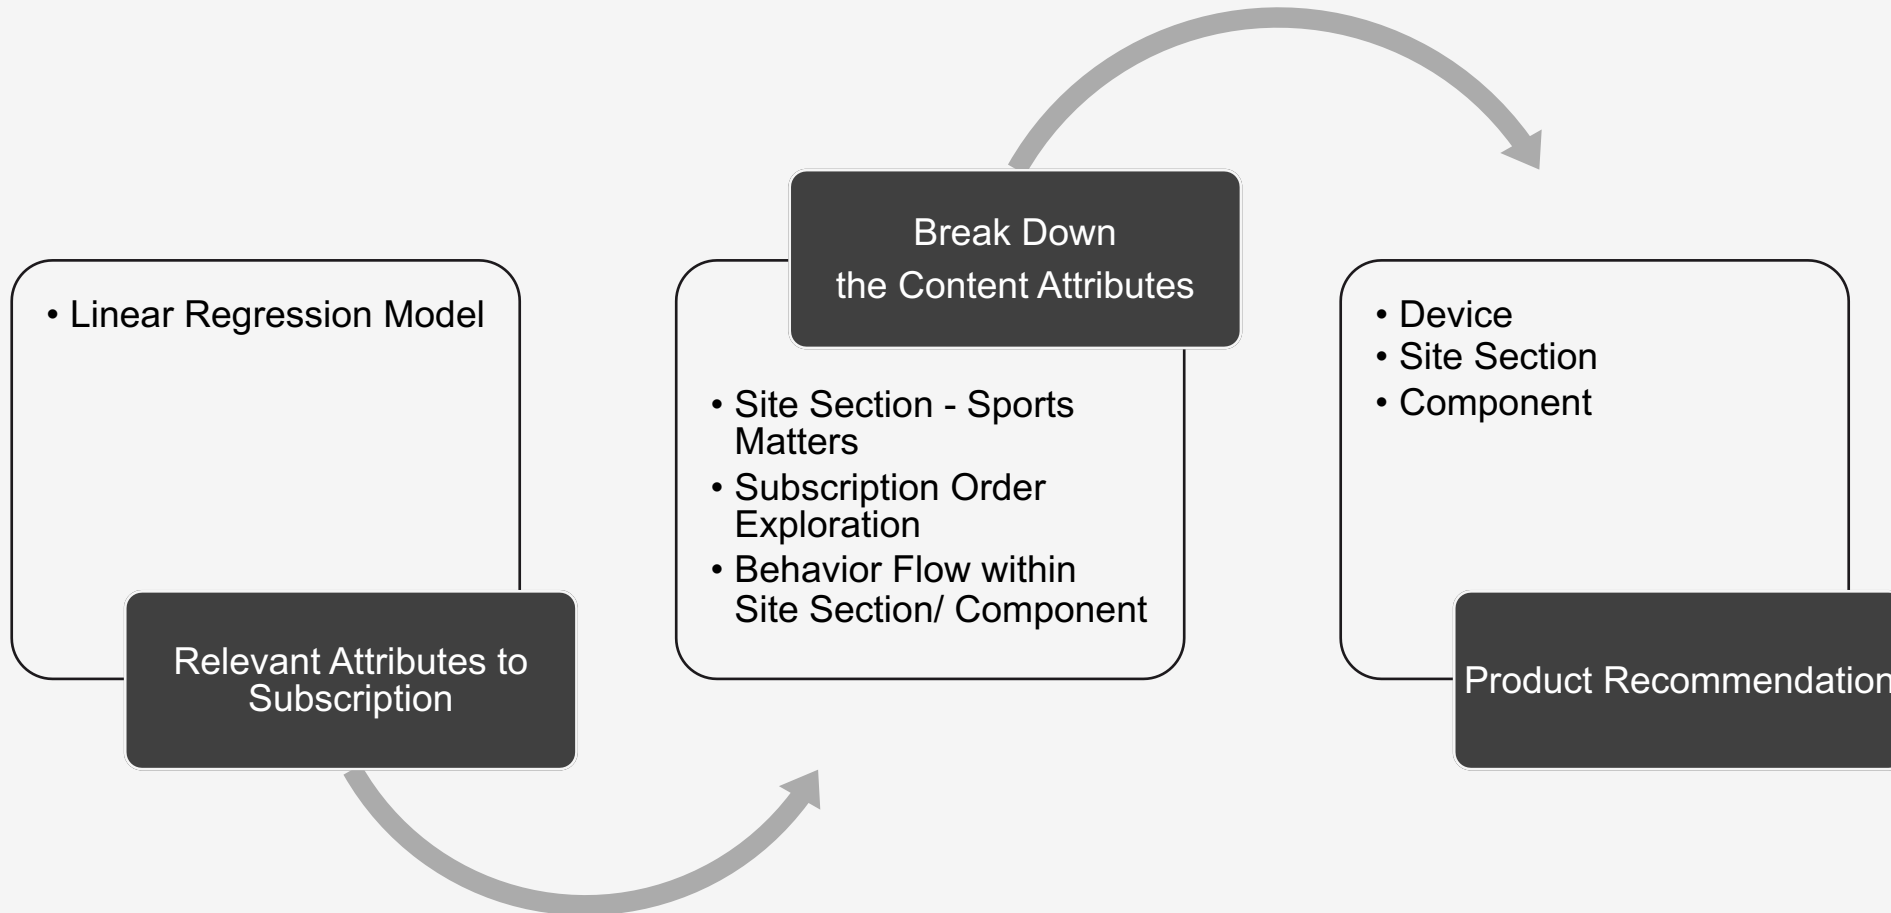 • Linear Regression Model
Relevant Attributes to
Subscription
Break Down
the Content Attributes
• Site Section - Sports
Matters
• Subscription Order
Exploration
• Behavior Flow within
Site Section/ Component
• Device
• Site Section
• Component
Product Recommendation